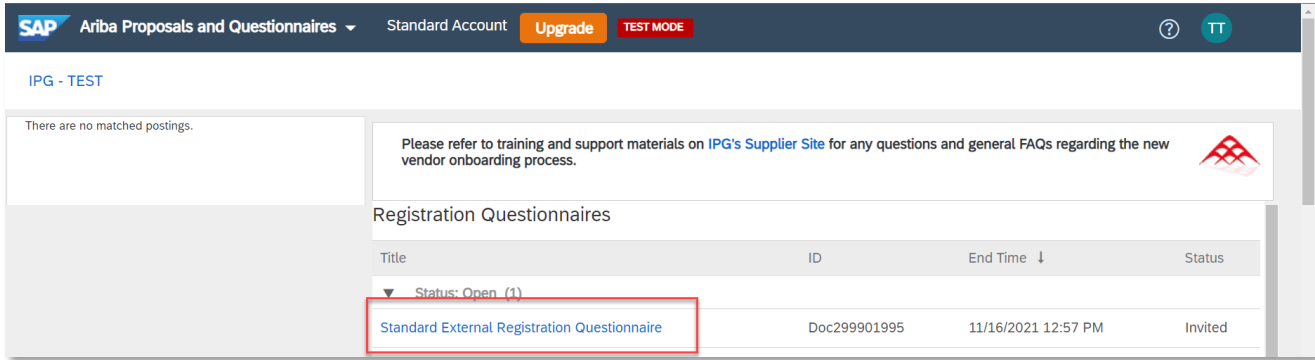 SAP Ariba Proposals and Questionnaires Standard Account Upgrade TEST MODE ? TT
IPG - TEST
There are no matched postings.
Please refer to training and support materials on IPG's Supplier Site for any questions and general FAQs regarding the new
vendor onboarding process.
Registration Questionnaires
Title ID End Time ↓ Status
▼ Status: Open (1)
Standard External Registration Questionnaire Doc299901995 11/16/2021 12:57 PM Invited